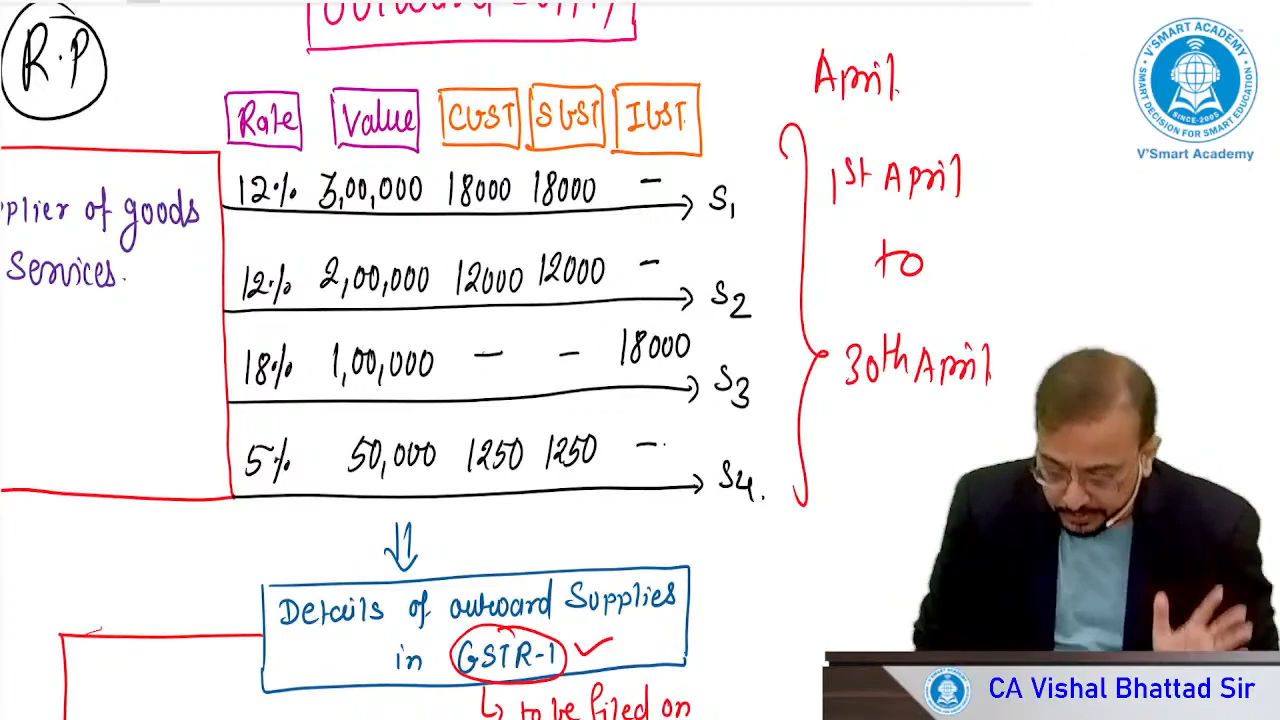 outward Supply
R.P
Rate Value CGST SGST IGST
12% 3,00,000 18000 18000 - S1
plier of goods
Services.
12% 2,00,000 12000 12000 - S2
18% 1,00,000 - - 18000 S3
5% 50,000 1250 1250 - S4.
April
1st April
to
30th April
Details of outward Supplies
in GSTR-1
to be filed on
V'SMART ACADEMY
SMART DECISION FOR SMART EDUCATION
SINCE-2005
V'Smart Academy
CA Vishal Bhattad Sir